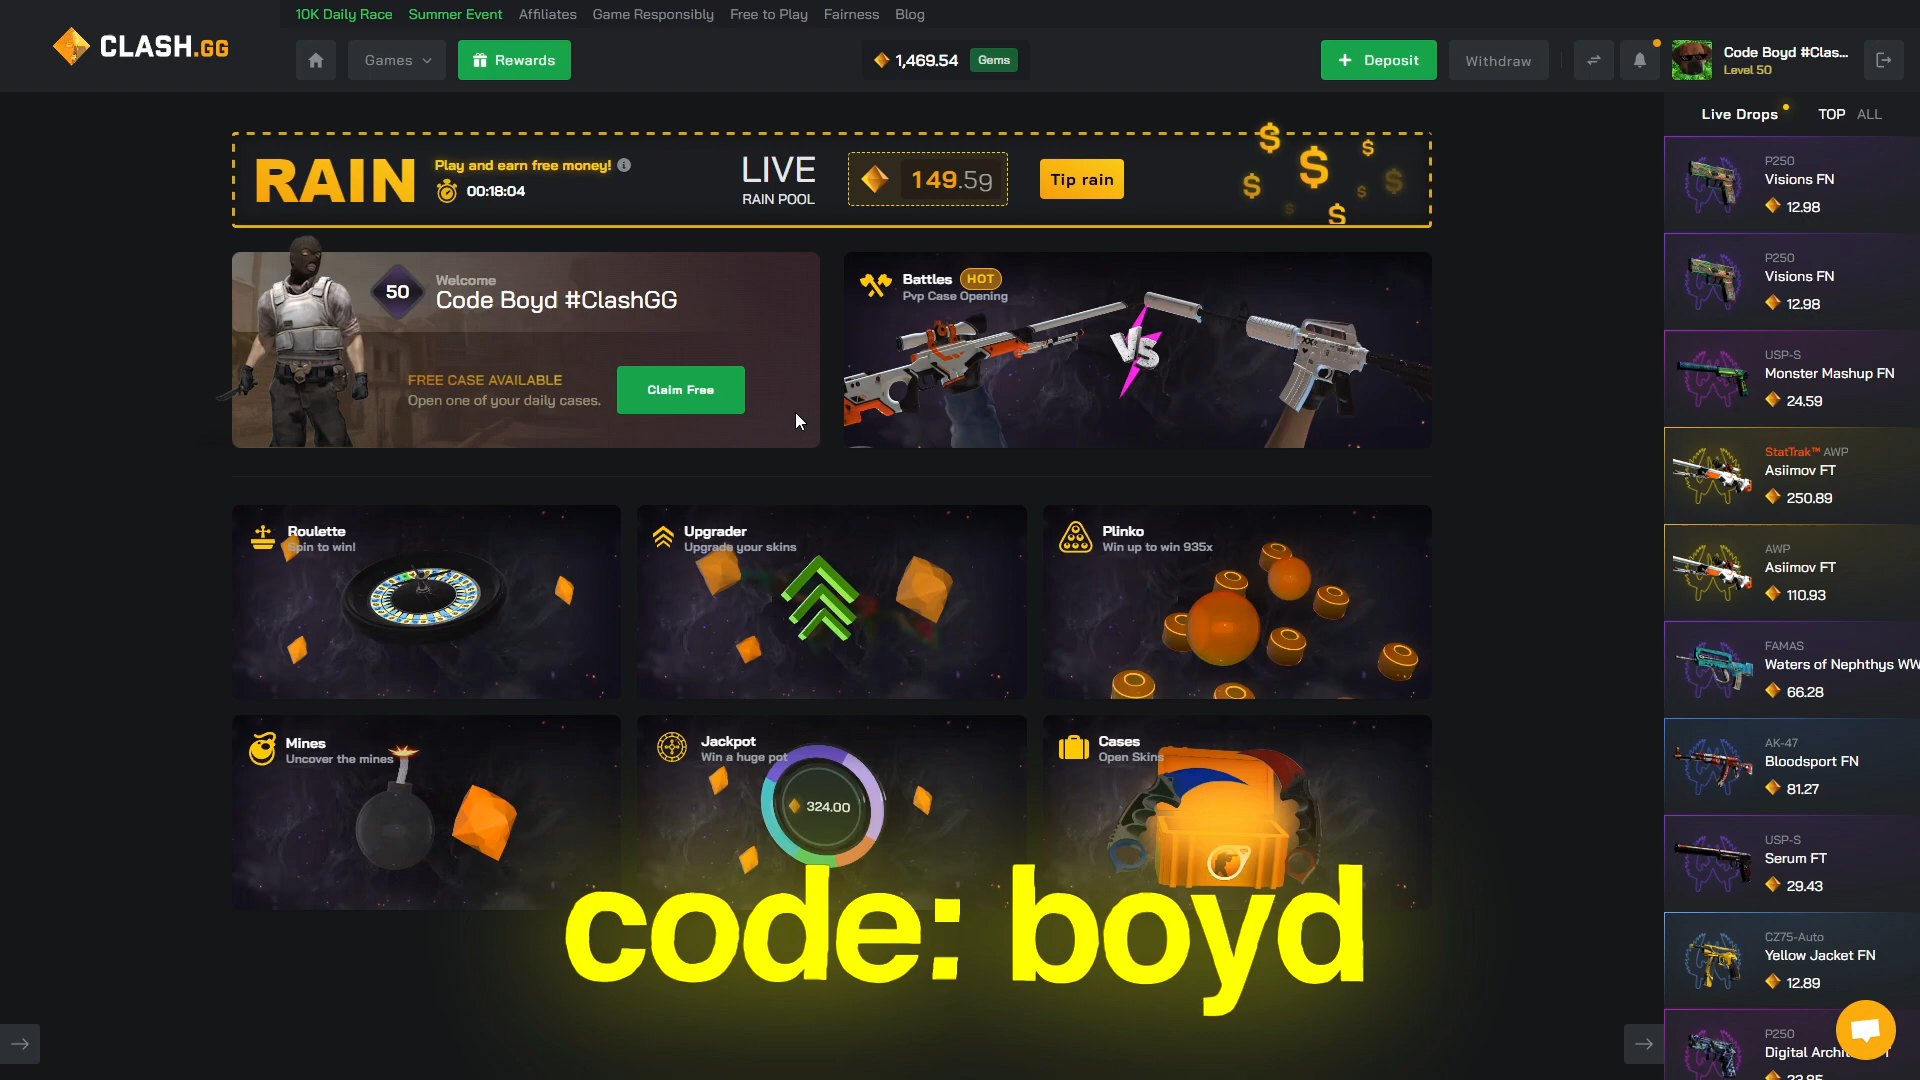 10K Daily Race Summer Event Affiliates Game Responsibly Free to Play Fairness Blog
CLASH.GG
Games Rewards 1,469.54 Gems Deposit Withdraw
Code Boyd #Clas...
Level 50
RAIN
Play and earn free money!
00:18:04
LIVE
RAIN POOL
149.59
Tip rain
50
Welcome
Code Boyd #ClashGG
FREE CASE AVAILABLE
Open one of your daily cases.
Claim Free
Battles HOT
Pvp Case Opening
VS
Roulette
Spin to win!
Upgrader
Upgrade your skins
Plinko
Win up to win 935x
Mines
Uncover the mines
Jackpot
Win a huge pot
324.00
Cases
Open Skins
code: boyd
Live Drops TOP ALL
P250
Visions FN
12.98
P250
Visions FN
12.98
USP-S
Monster Mashup FN
24.59
StatTrak™ AWP
Asiimov FT
250.89
AWP
Asiimov FT
110.93
FAMAS
Waters of Nephthys WW
66.28
AK-47
Bloodsport FN
81.27
USP-S
Serum FT
29.43
CZ75-Auto
Yellow Jacket FN
12.89
P250
Digital